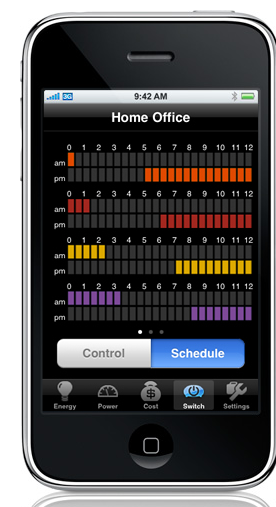 3G 9:42 AM
Home Office
0 1 2 3 4 5 6 7 8 9 10 11 12
am
pm
0 1 2 3 4 5 6 7 8 9 10 11 12
am
pm
0 1 2 3 4 5 6 7 8 9 10 11 12
am
pm
0 1 2 3 4 5 6 7 8 9 10 11 12
am
pm
Control Schedule
$
Energy Power Cost Switch Settings